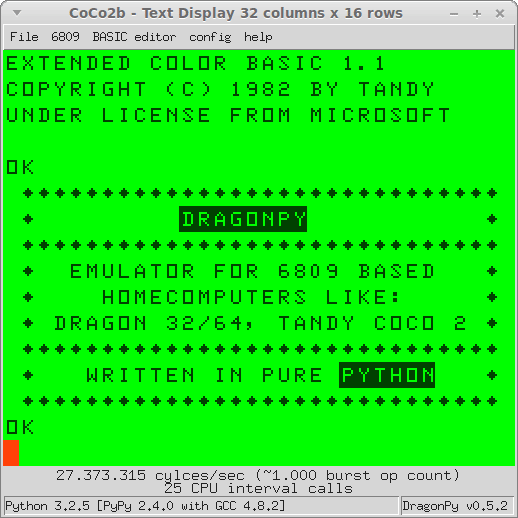 CoCo2b - Text Display 32 columns x 16 rows
File 6809 BASIC editor config help
EXTENDED COLOR BASIC 1.1
COPYRIGHT (C) 1982 BY TANDY
UNDER LICENSE FROM MICROSOFT
OK
DRAGONPY
EMULATOR FOR 6809 BASED
HOMECOMPUTERS LIKE:
DRAGON 32/64, TANDY COCO 2
WRITTEN IN PURE PYTHON
OK
27.373.315 cylces/sec (~1.000 burst op count)
25 CPU interval calls
Python 3.2.5 [PyPy 2.4.0 with GCC 4.8.2] DragonPy v0.5.2